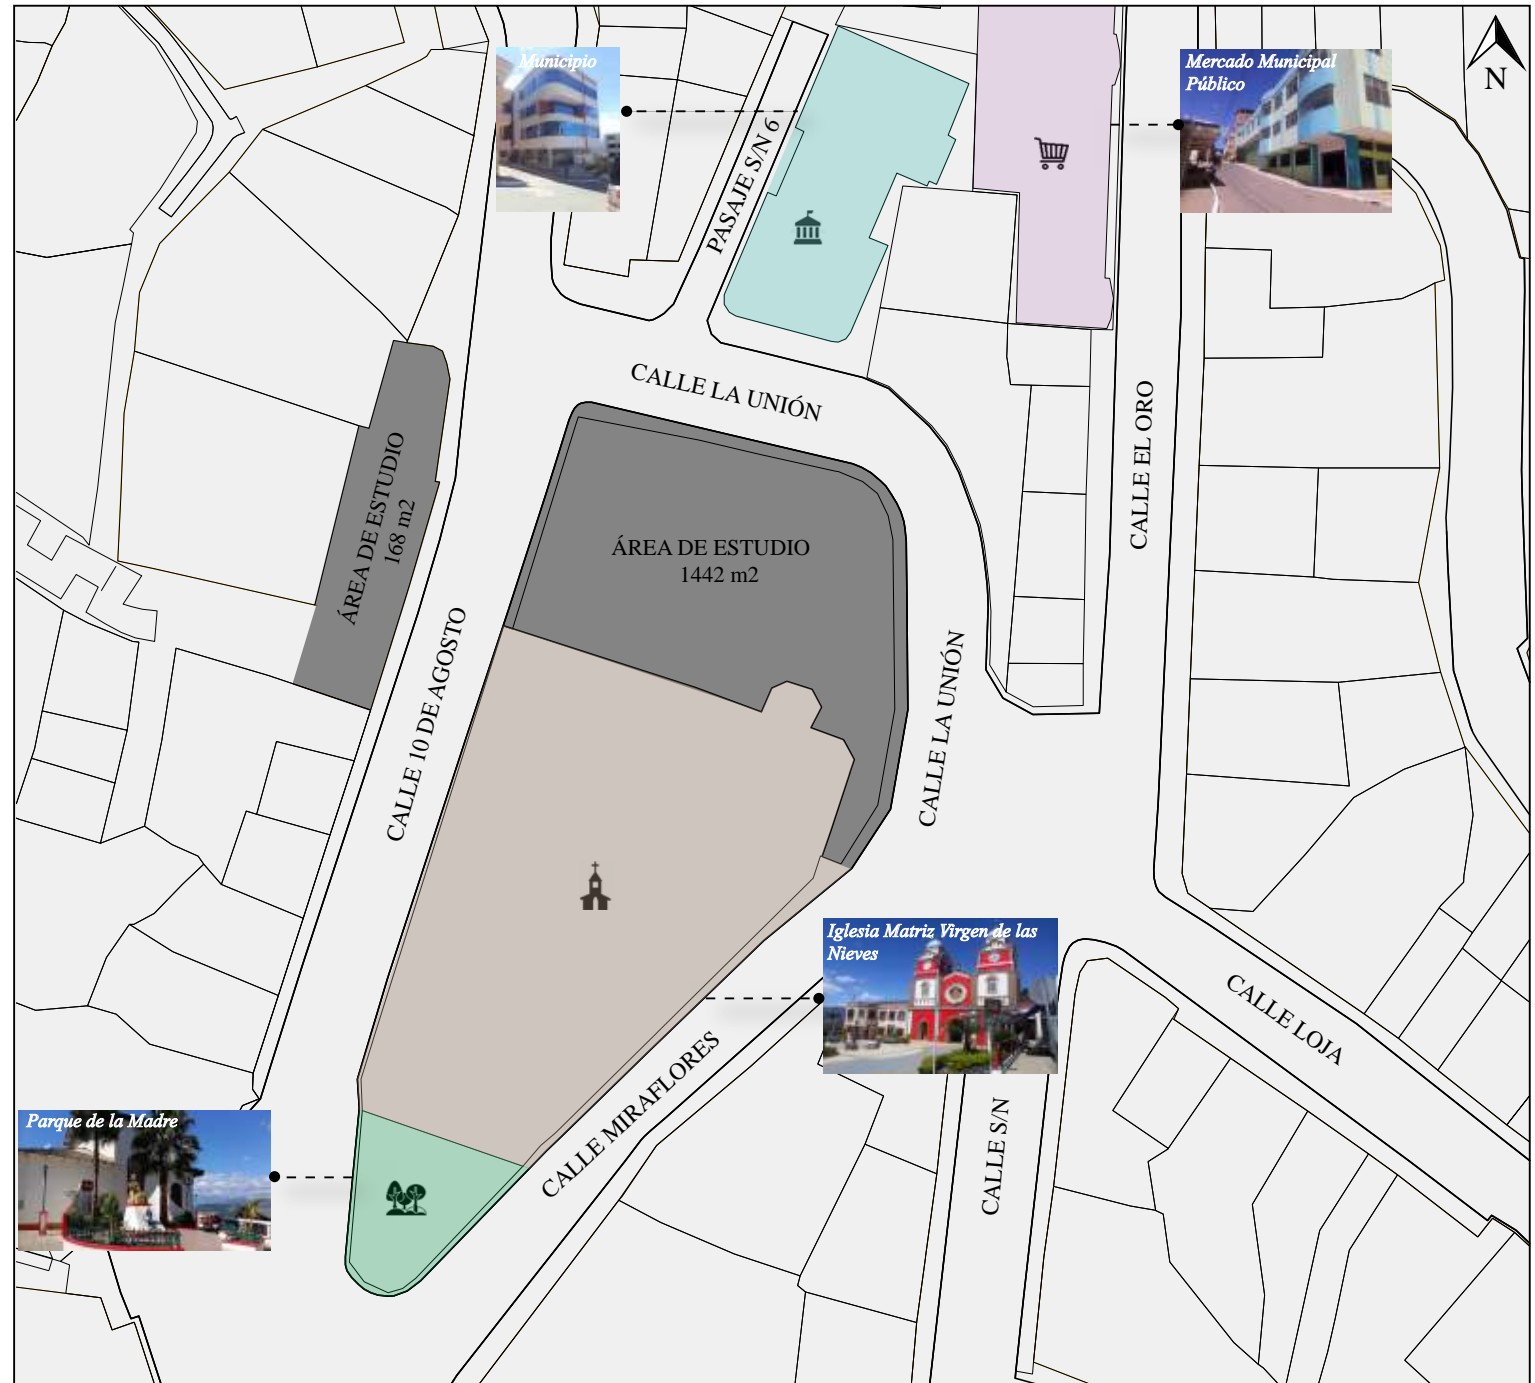 Municipio
Mercado Municipal
Público
N
PASAJE S/N 6
CALLE LA UNIÓN
CALLE EL ORO
ÁREA DE ESTUDIO
168 m2
ÁREA DE ESTUDIO
1442 m2
CALLE 10 DE AGOSTO
CALLE LA UNIÓN
Iglesia Matriz Virgen de las
Nieves
CALLE LOJA
CALLE MIRAFLORES
CALLE S/N
Parque de la Madre